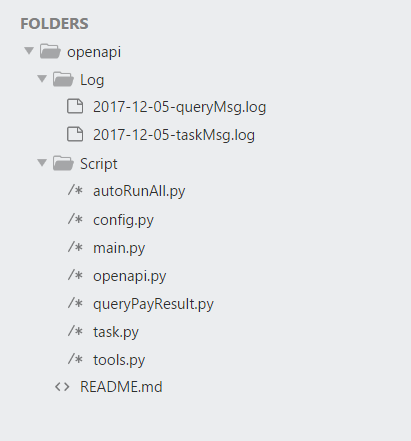 FOLDERS
openapi
Log
2017-12-05-queryMsg.log
2017-12-05-taskMsg.log
Script
/* autoRunAll.py
/* config.py
/* main.py
/* openapi.py
/* queryPayResult.py
/* task.py
/* tools.py
<> README.md